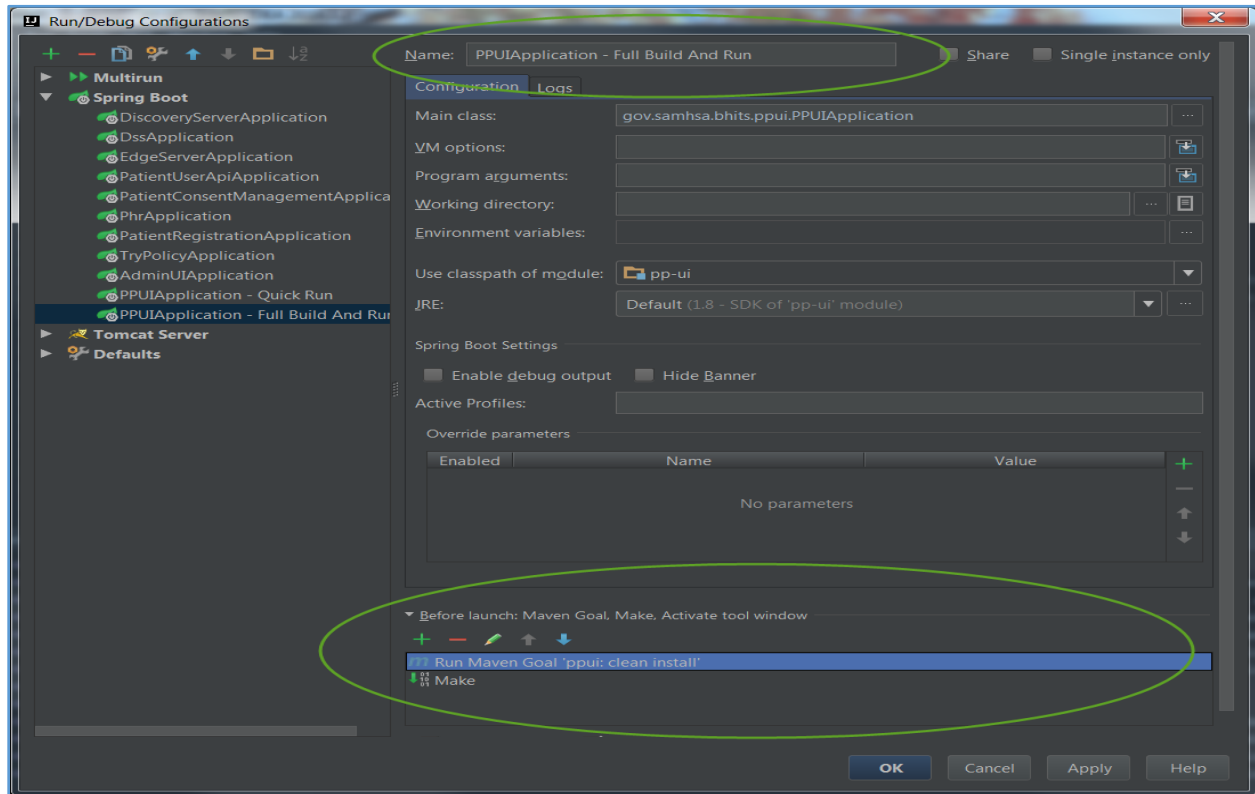 Run/Debug Configurations
Name: PPUIApplication - Full Build And Run
Share
Single instance only
Multirun
Spring Boot
DiscoveryServerApplication
DssApplication
EdgeServerApplication
PatientUserApiApplication
PatientConsentManagementApplica
PhrApplication
PatientRegistrationApplication
TryPolicyApplication
AdminUIApplication
PPUIApplication - Quick Run
PPUIApplication - Full Build And Run
Tomcat Server
Defaults
Configuration Logs
Main class: gov.samhsa.bhits.ppui.PPUIApplication
VM options:
Program arguments:
Working directory:
Environment variables:
Use classpath of module: pp-ui
JRE: Default (1.8 - SDK of 'pp-ui' module)
Spring Boot Settings
Enable debug output Hide Banner
Active Profiles:
Override parameters
Enabled Name Value
No parameters
Before launch: Maven Goal, Make, Activate tool window
Run Maven Goal 'ppui: clean install'
Make
OK Cancel Apply Help